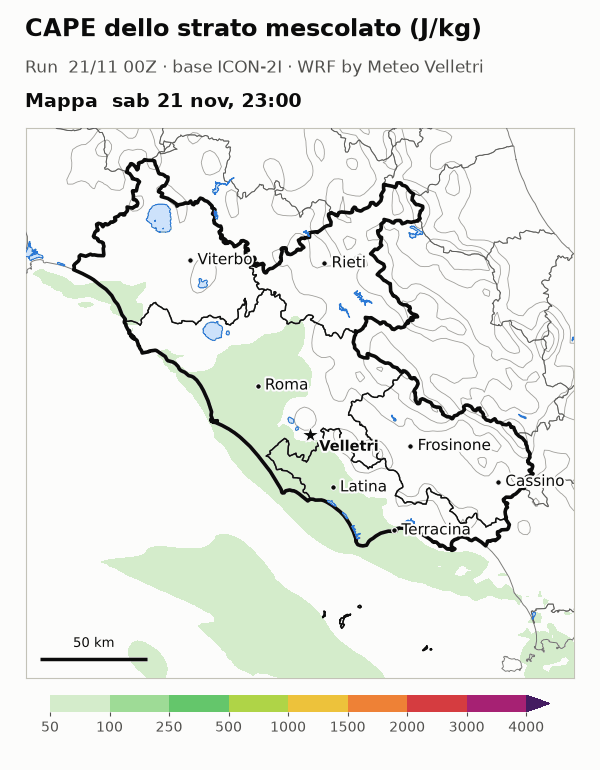 CAPE dello strato mescolato (J/kg)
Run  21/11 00Z · base ICON-2I · WRF by Meteo Velletri
Mappa  sab 21 nov, 23:00
Viterbo
Rieti
Roma
Velletri
Frosinone
Latina
Cassino
Terracina
50 km
50 100 250 500 1000 1500 2000 3000 4000